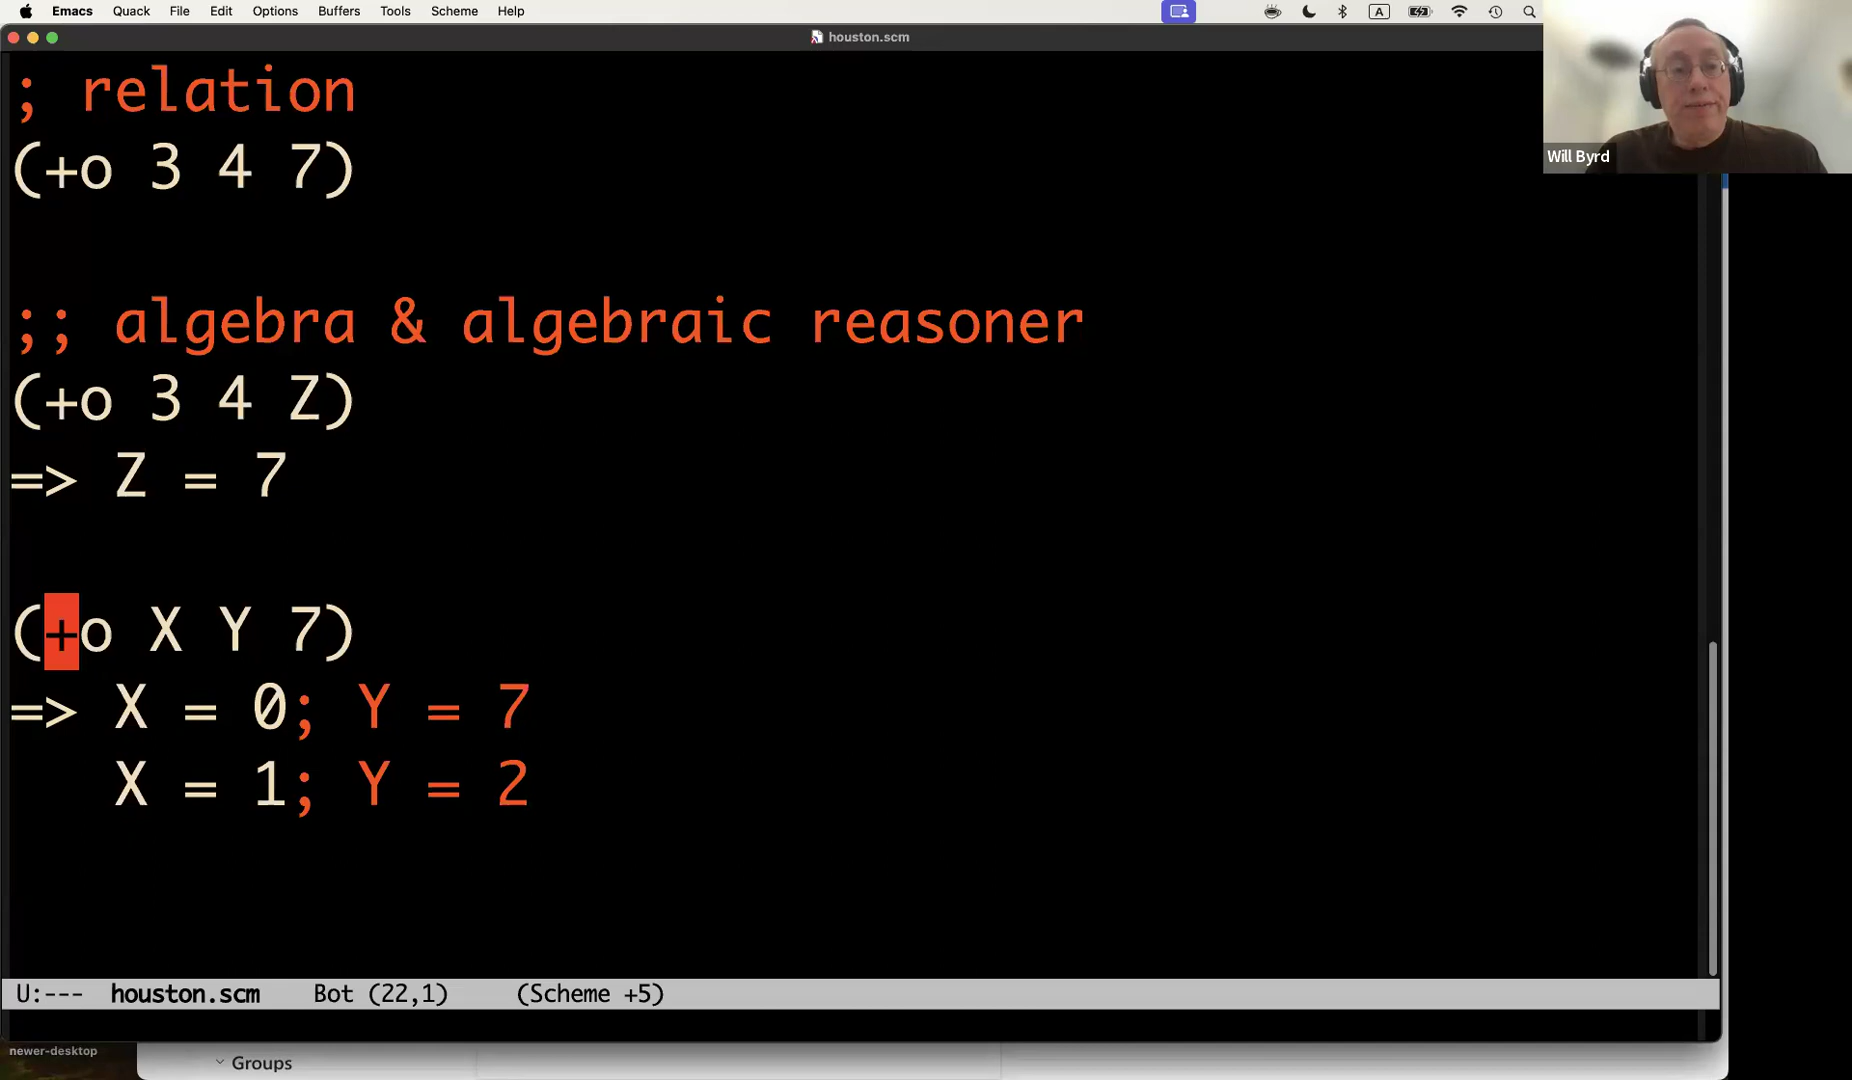 Emacs Quack File Edit Options Buffers Tools Scheme Help A
houston.scm
; relation
(+o 3 4 7)
;; algebra & algebraic reasoner
(+o 3 4 Z)
=> Z = 7
(+o X Y 7)
=> X = 0; Y = 7
X = 1; Y = 2
U:--- houston.scm Bot (22,1) (Scheme +5)
Will Byrd
newer-desktop
Groups